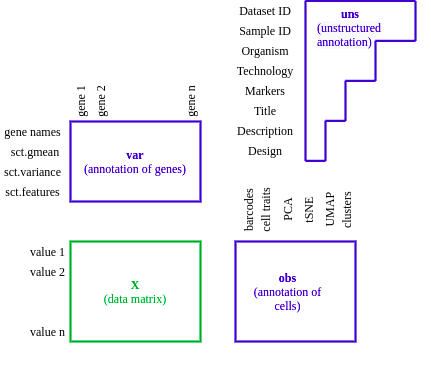 Dataset ID
Sample ID
Organism
Technology
Markers
Title
Description
Design
uns
(unstructured
annotation)
gene 1
gene 2
gene n
gene names
sct.gmean
sct.variance
sct.features
var
(annotation of genes)
barcodes
cell traits
PCA
tSNE
UMAP
clusters
value 1
value 2
value n
X
(data matrix)
obs
(annotation of
cells)